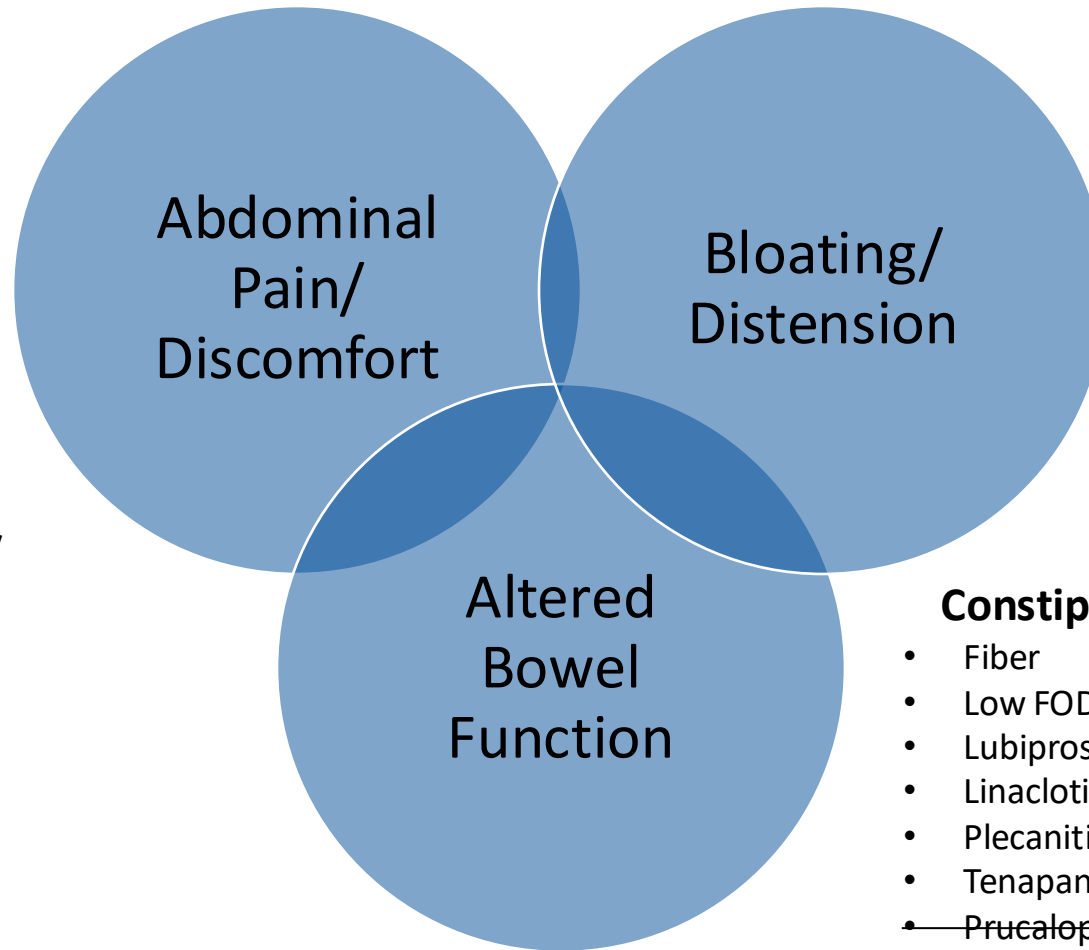 Abdominal
Pain/
Discomfort
Bloating/
Distension
Altered
Bowel
Function
Constip
• Fiber
• Low FOD
• Lubipros
• Linacloti
• Plecaniti
• Tenapan
• Prucalop